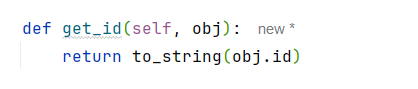 def get_id(self, obj): new *
    return to_string(obj.id)